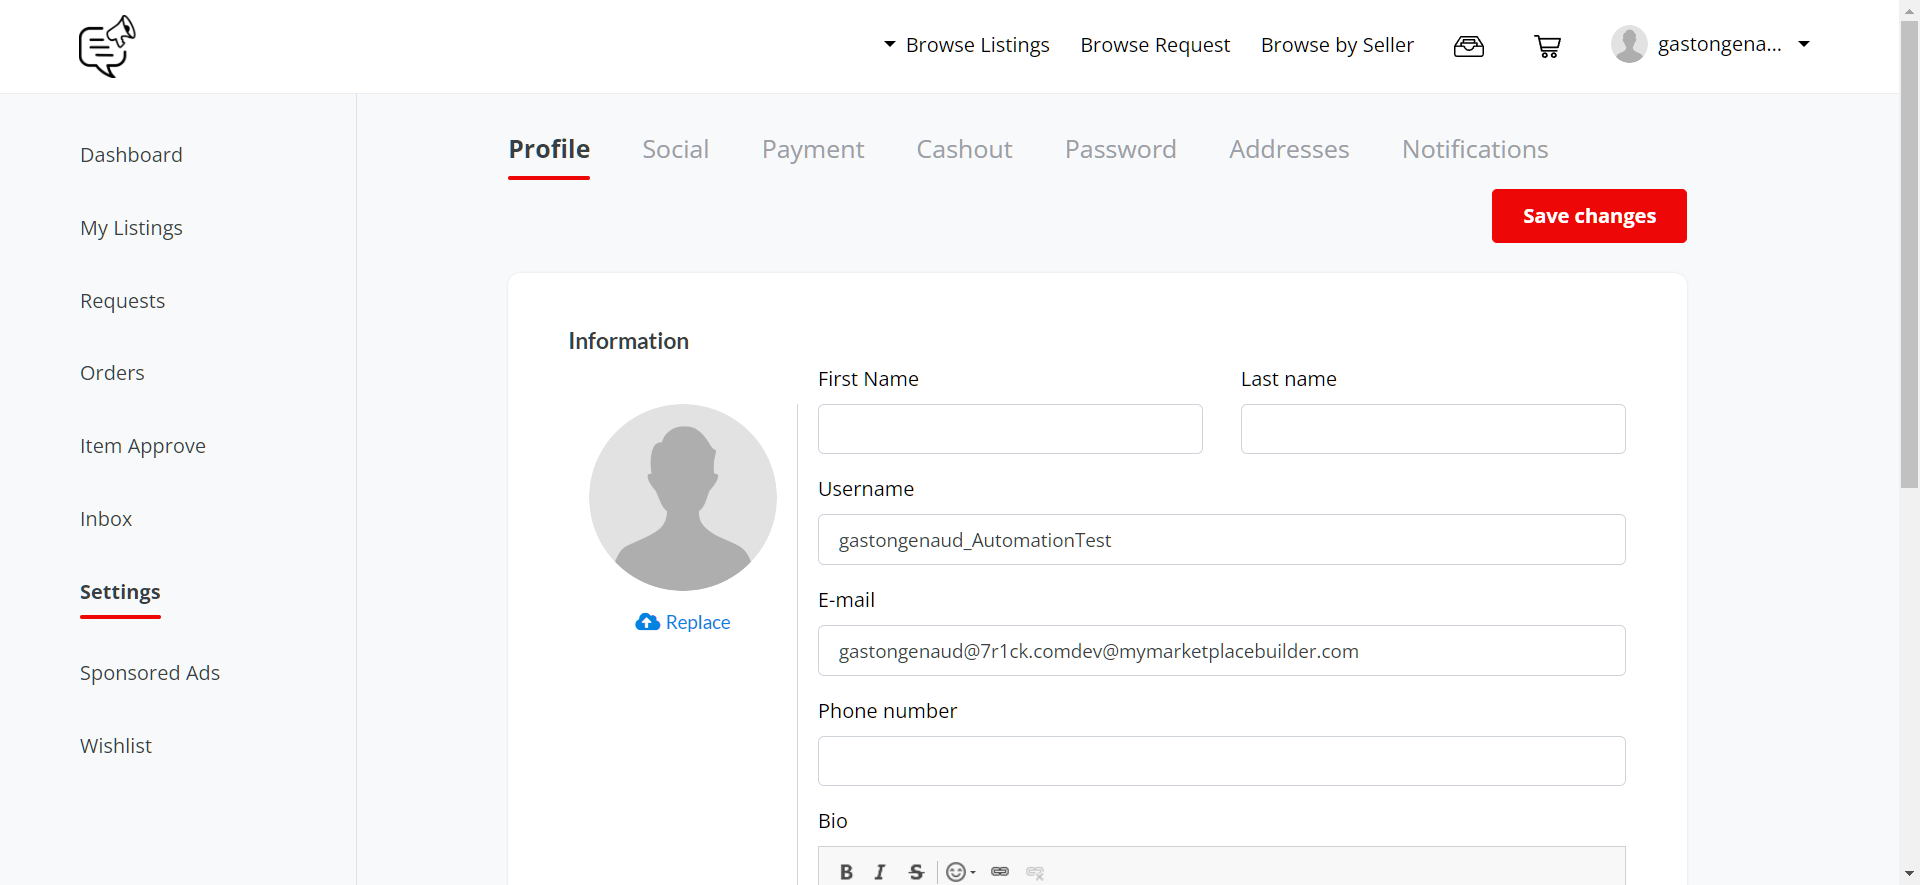 Browse Listings Browse Request Browse by Seller gastongena...
Dashboard
My Listings
Requests
Orders
Item Approve
Inbox
Settings
Sponsored Ads
Wishlist
Profile Social Payment Cashout Password Addresses Notifications
Save changes
Information
Replace
First Name Last name
Username
gastongenaud_AutomationTest
E-mail
gastongenaud@7r1ck.comdev@mymarketplacebuilder.com
Phone number
Bio
B I S